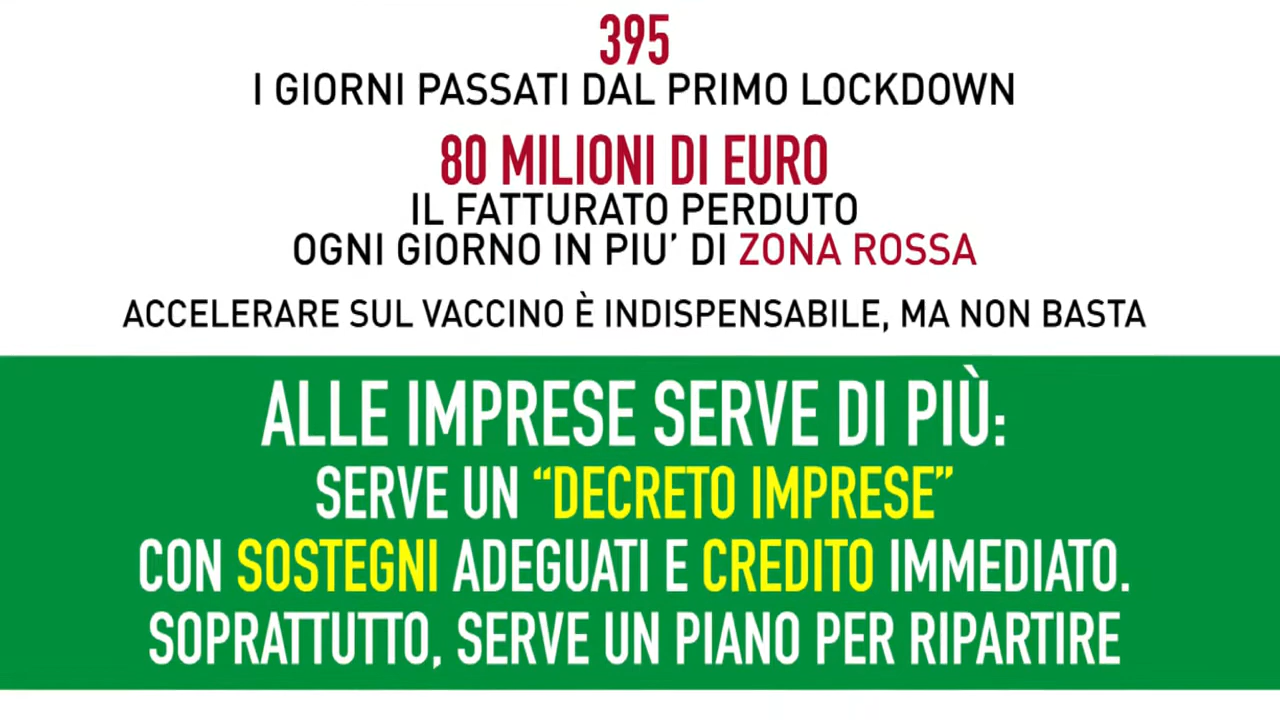 395
I GIORNI PASSATI DAL PRIMO LOCKDOWN
80 MILIONI DI EURO
IL FATTURATO PERDUTO
OGNI GIORNO IN PIU’ DI ZONA ROSSA
ACCELERARE SUL VACCINO È INDISPENSABILE, MA NON BASTA
ALLE IMPRESE SERVE DI PIÙ:
SERVE UN “DECRETO IMPRESE”
CON SOSTEGNI ADEGUATI E CREDITO IMMEDIATO.
SOPRATTUTTO, SERVE UN PIANO PER RIPARTIRE